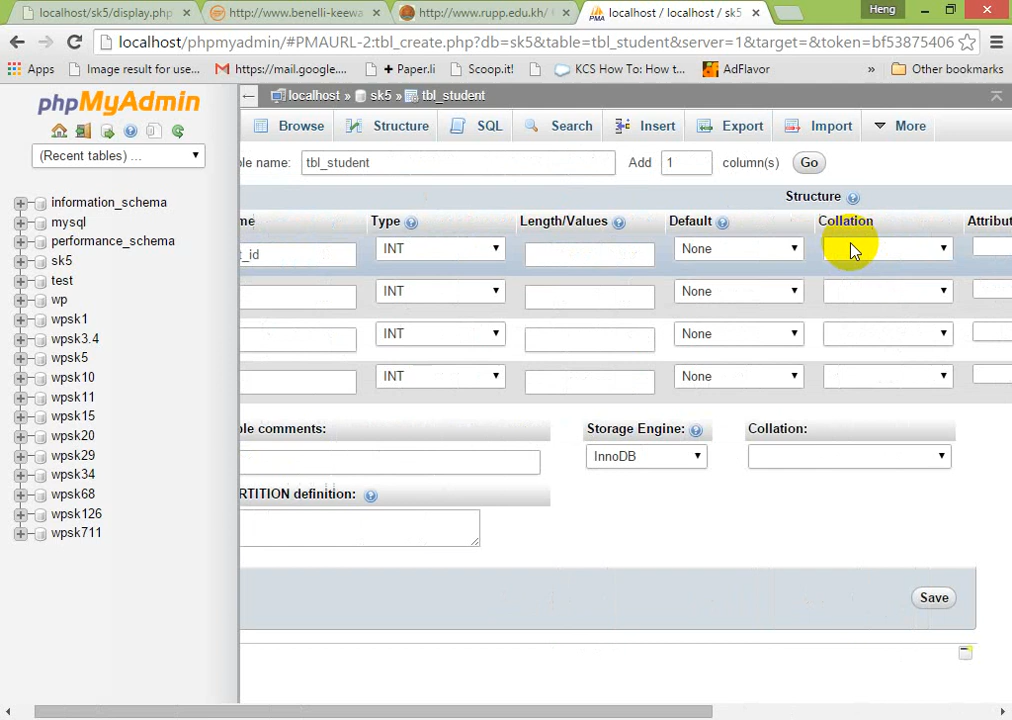 localhost/sk5/display.php
http://www.benelli-keewa
http://www.rupp.edu.kh/
PMA
localhost / localhost / sk5
Heng
localhost/phpmyadmin/#PMAURL-2:tbl_create.php?db=sk5&table=tbl_student&server=1&target=&token=bf53875406
Apps
Image result for use...
https://mail.google....
+ Paper.li
Scoop.it!
KCS How To: How t...
AdFlavor
»
Other bookmarks
phpMyAdmin
(Recent tables) ...
information_schema
mysql
performance_schema
sk5
test
wp
wpsk1
wpsk3.4
wpsk5
wpsk10
wpsk11
wpsk15
wpsk20
wpsk29
wpsk34
wpsk68
wpsk126
wpsk711
localhost » sk5 » tbl_student
Browse Structure SQL Search Insert Export Import More
ble name: tbl_student Add 1 column(s) Go
Structure
me Type Length/Values Default Collation Attribut
t_id INT None
INT None
INT None
INT None
ble comments: Storage Engine: Collation:
InnoDB
RTITION definition:
Save